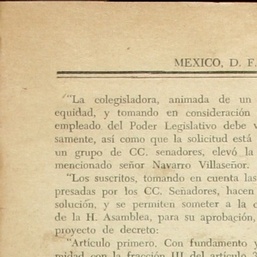 MEXICO, D. F.
"La colegisladora, animada de un
equidad, y tomando en consideración
empleado del Poder Legislativo debe
samente, así como que la solicitud está
un grupo de CC. senadores, elevó la
mencionado señor Navarro Villaseñor.
"Los suscritos, tomando en cuenta las
presadas por los CC. Senadores, hacen
solución, y se permiten someter a la
de la H. Asamblea, para su aprobación,
proyecto de decreto:
"Artículo primero. Con fundamento y
midad con la fracción III del artículo